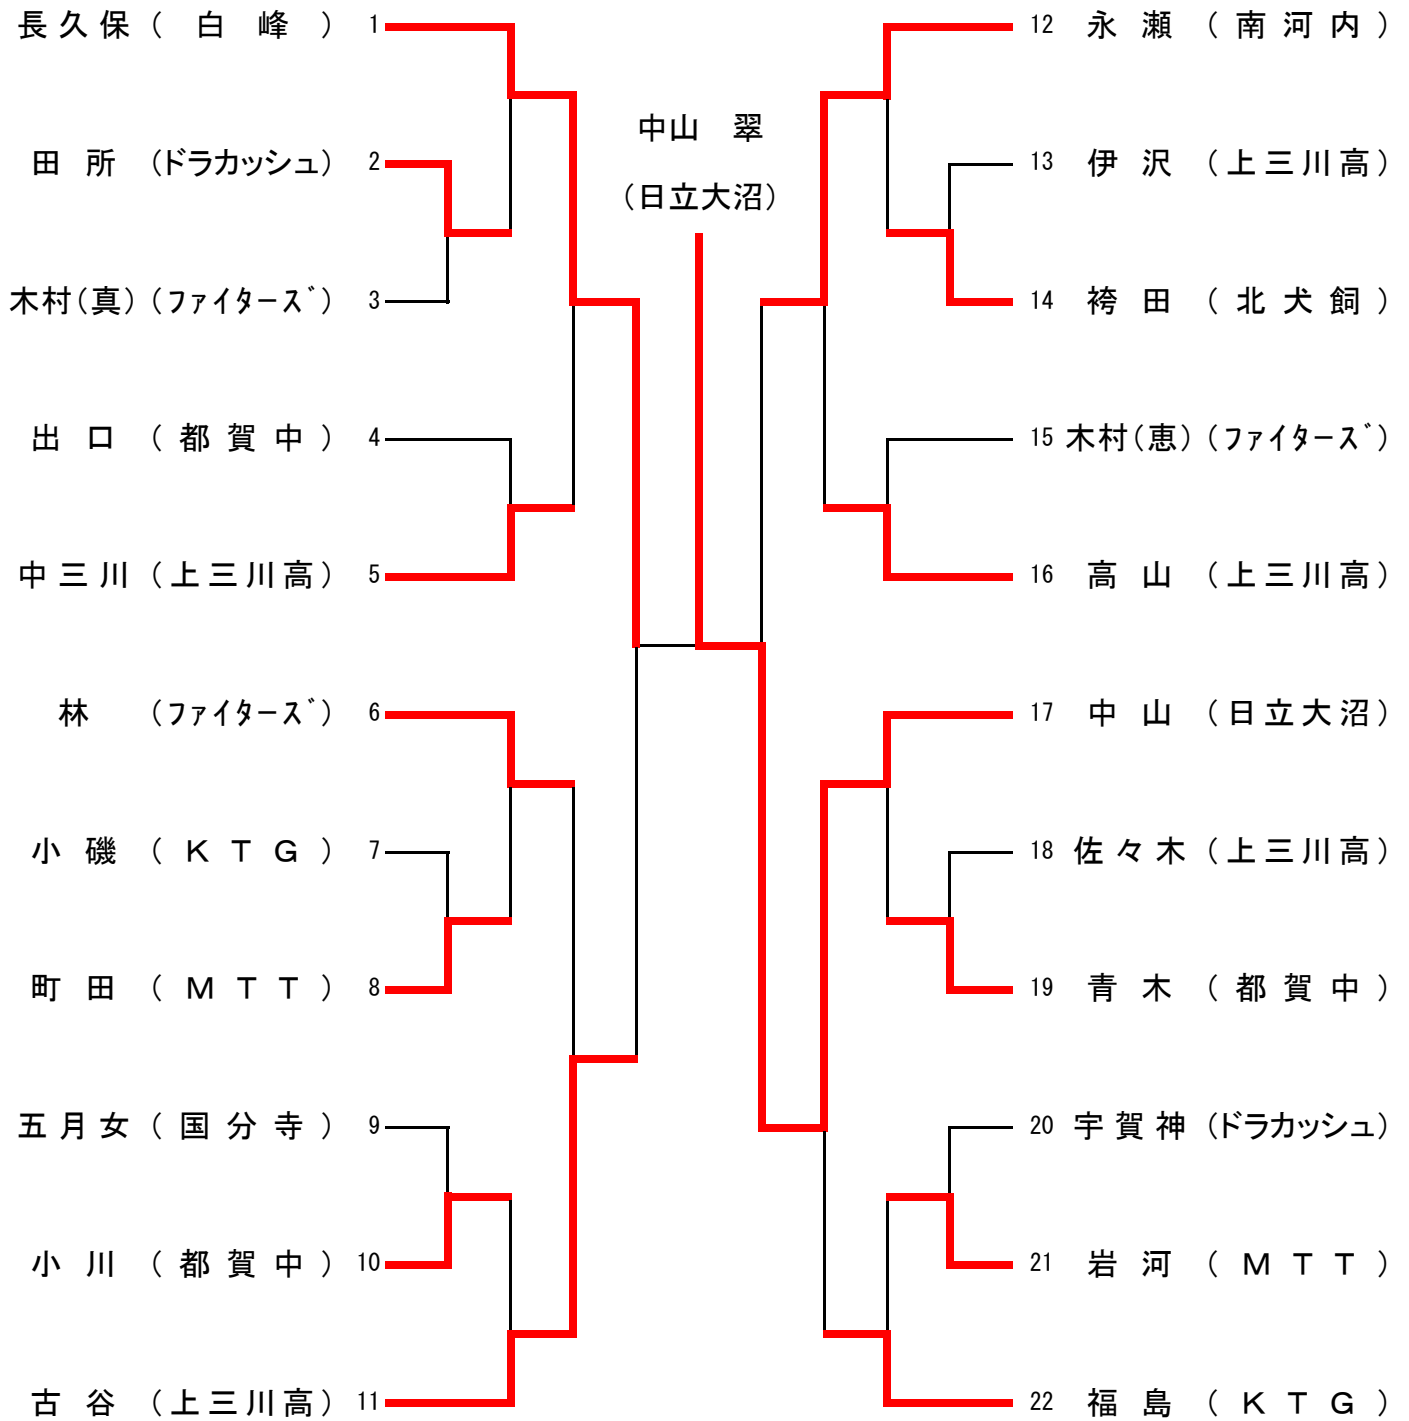 長久保 ( 白 峰 ) 1
田 所 (ドラカッシュ) 2
木村(真) (ファイターズ) 3
出 口 ( 都 賀 中 ) 4
中三川 (上三川高) 5
林 (ファイターズ) 6
小 磯 ( K T G ) 7
町 田 ( M T T ) 8
五月女 ( 国 分 寺 ) 9
小 川 ( 都 賀 中 ) 10
古 谷 (上三川高) 11
中山 翠
(日立大沼)
12 永 瀬 ( 南 河 内 )
13 伊 沢 (上三川高)
14 袴 田 ( 北 犬 飼 )
15 木村(恵) (ファイターズ)
16 高 山 (上三川高)
17 中 山 (日立大沼)
18 佐々木 (上三川高)
19 青 木 ( 都 賀 中 )
20 宇賀神 (ドラカッシュ)
21 岩 河 ( M T T )
22 福 島 ( K T G )